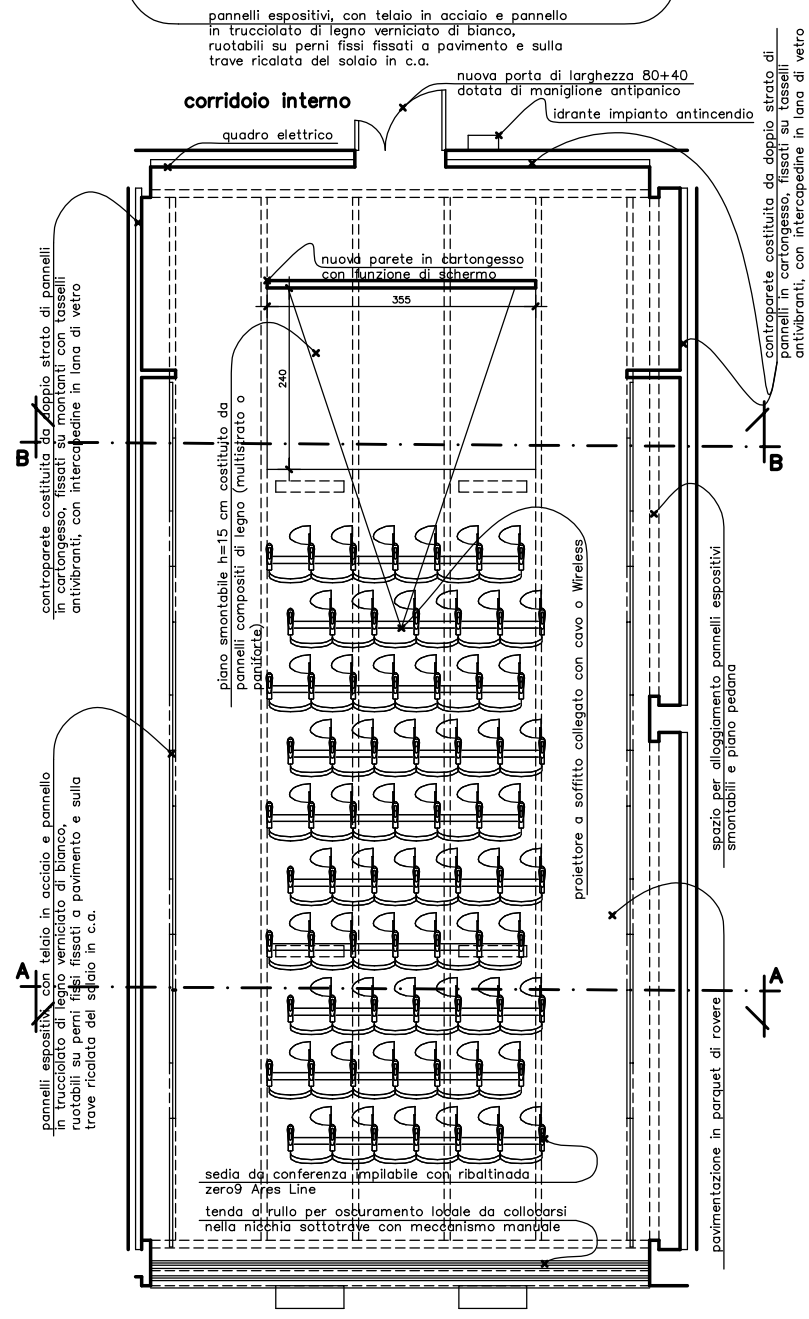 pannelli espositivi, con telaio in acciaio e pannello
in trucciolato di legno verniciato di bianco,
ruotabili su perni fissi fissati a pavimento e sulla
trave ricalata del solaio in c.a.
corridoio interno
nuova porta di larghezza 80+40
dotata di maniglione antipanico
idrante impianto antincendio
quadro elettrico
controparete costituita da doppio strato di
pannelli in cartongesso, fissati su tasselli
antivibranti, con intercapedine in lana di vetro
nuova parete in cartongesso
con funzione di schermo
355
240
controparete costituita da doppio strato di pannelli
in cartongesso, fissati su montanti con tasselli
antivibranti, con intercapedine in lana di vetro
B
B
piano smontabile h=15 cm costituito da
pannelli compositi di legno (multistrato o
paniforte)
proiettore a soffitto collegato con cavo o Wireless
spazio per alloggiamento pannelli espositivi
smontabili e piano pedana
pannelli espositivi, con telaio in acciaio e pannello
in trucciolato di legno verniciato di bianco,
ruotabili su perni fissi fissati a pavimento e sulla
trave ricalata del solaio in c.a.
A
A
pavimentazione in parquet di rovere
sedia da conferenza impilabile con ribaltinada
zero9 Ares Line
tenda a rullo per oscuramento locale da collocarsi
nella nicchia sottotrave con meccanismo manuale